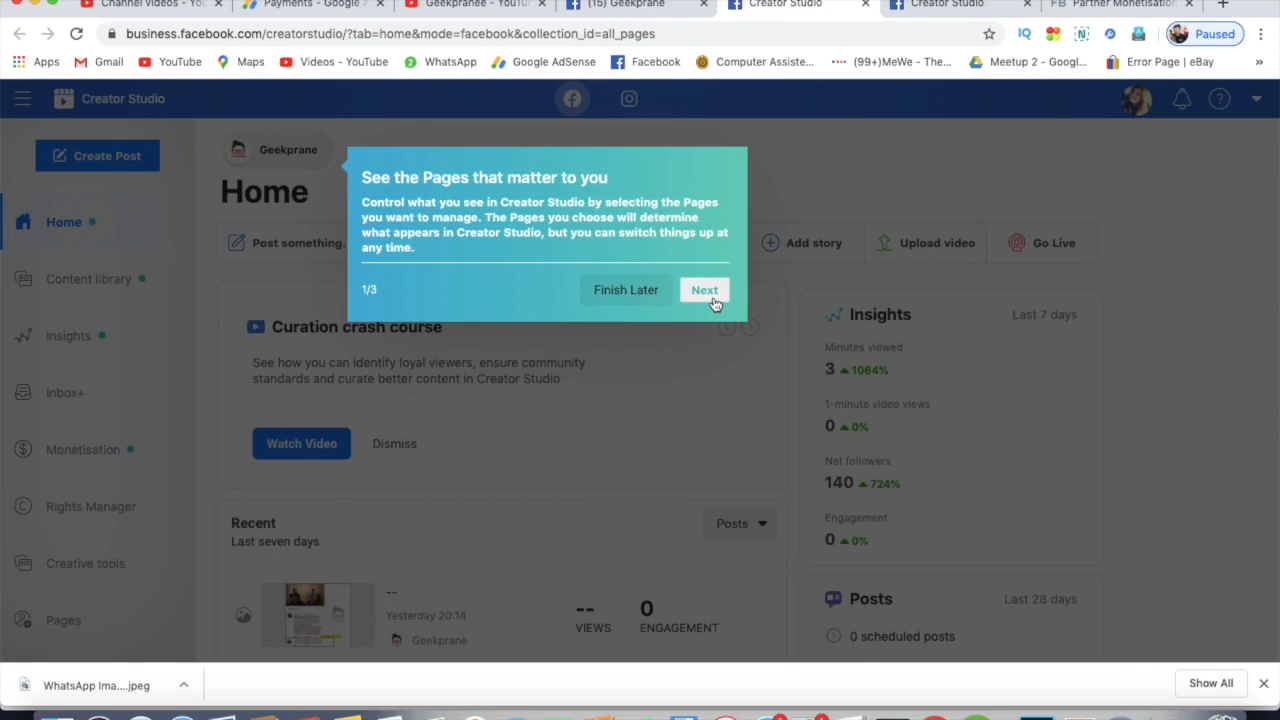 Channel Videos - Yo
Payments - Google A
Geekpranee - YouTu
(15) Geekprane
Creator Studio
Creator Studio
Partner Monetisation
business.facebook.com/creatorstudio/?tab=home&mode=facebook&collection_id=all_pages
IQ
Paused
Apps
Gmail
YouTube
Maps
Videos - YouTube
WhatsApp
Google AdSense
Facebook
Computer Assiste...
(99+)MeWe - The...
Meetup 2 - Googl...
Error Page | eBay
»
Creator Studio
Create Post
Geekprane
Home
See the Pages that matter to you
Control what you see in Creator Studio by selecting the Pages
you want to manage. The Pages you choose will determine
what appears in Creator Studio, but you can switch things up at
any time.
1/3
Finish Later
Next
Home
Content library
Insights
Inbox+
Monetisation
Rights Manager
Creative tools
Pages
Post something.
Add story
Upload video
Go Live
Curation crash course
See how you can identify loyal viewers, ensure community
standards and curate better content in Creator Studio
Watch Video
Dismiss
Recent
Last seven days
Posts
--
Yesterday 20:14
Geekprane
--
VIEWS
0
ENGAGEMENT
Insights
Last 7 days
Minutes viewed
3 1064%
1-minute video views
0 0%
Net followers
140 724%
Engagement
0 0%
Posts
Last 28 days
0 scheduled posts
WhatsApp Ima....jpeg
Show All